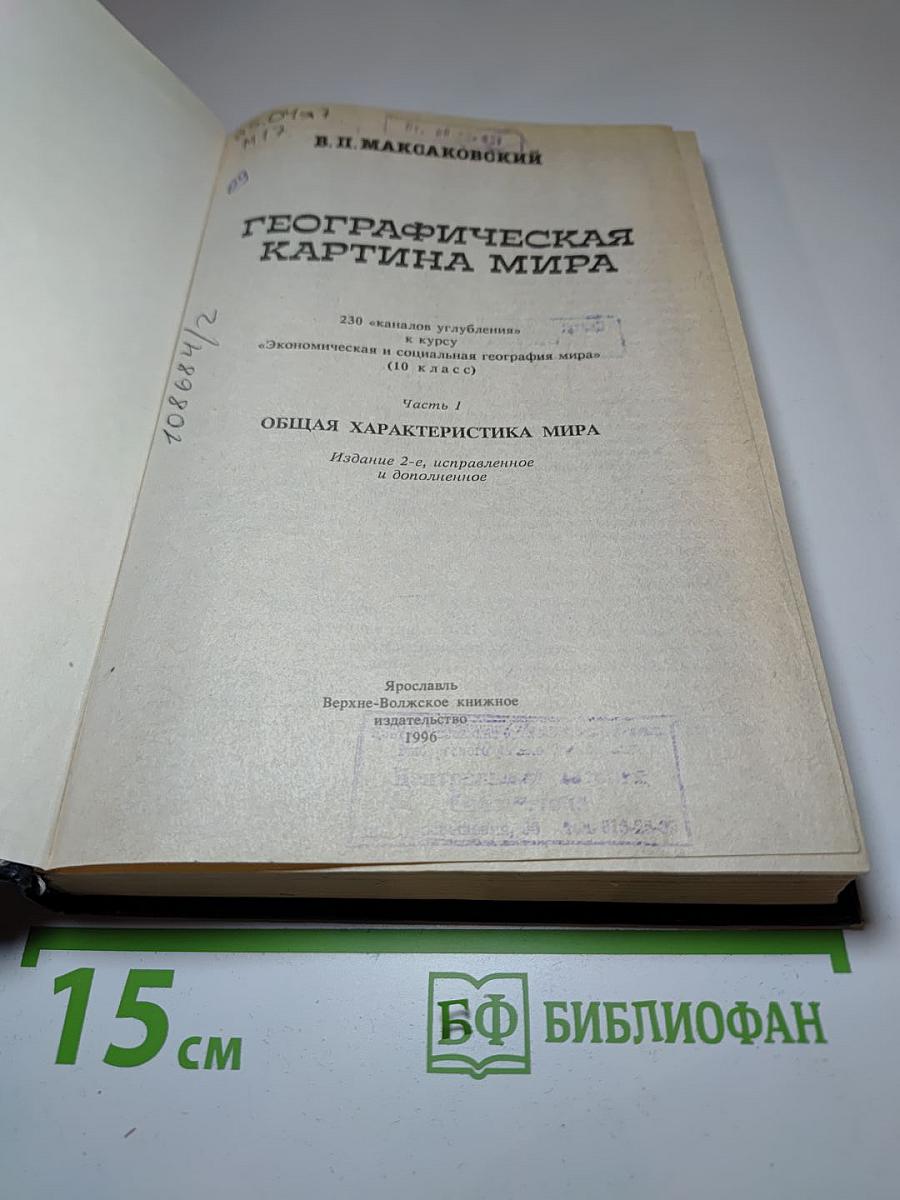 М17
В. П. МАКСАКОВСКИЙ
ГЕОГРАФИЧЕСКАЯ
КАРТИНА МИРА
108684/2
230 «каналов углубления»
к курсу
«Экономическая и социальная география мира»
(10 класс)
Часть 1
ОБЩАЯ ХАРАКТЕРИСТИКА МИРА
Издание 2-е, исправленное
и дополненное
Ярославль
Верхне-Волжское книжное
издательство
1996
15 см
БФ БИБЛИОФАН